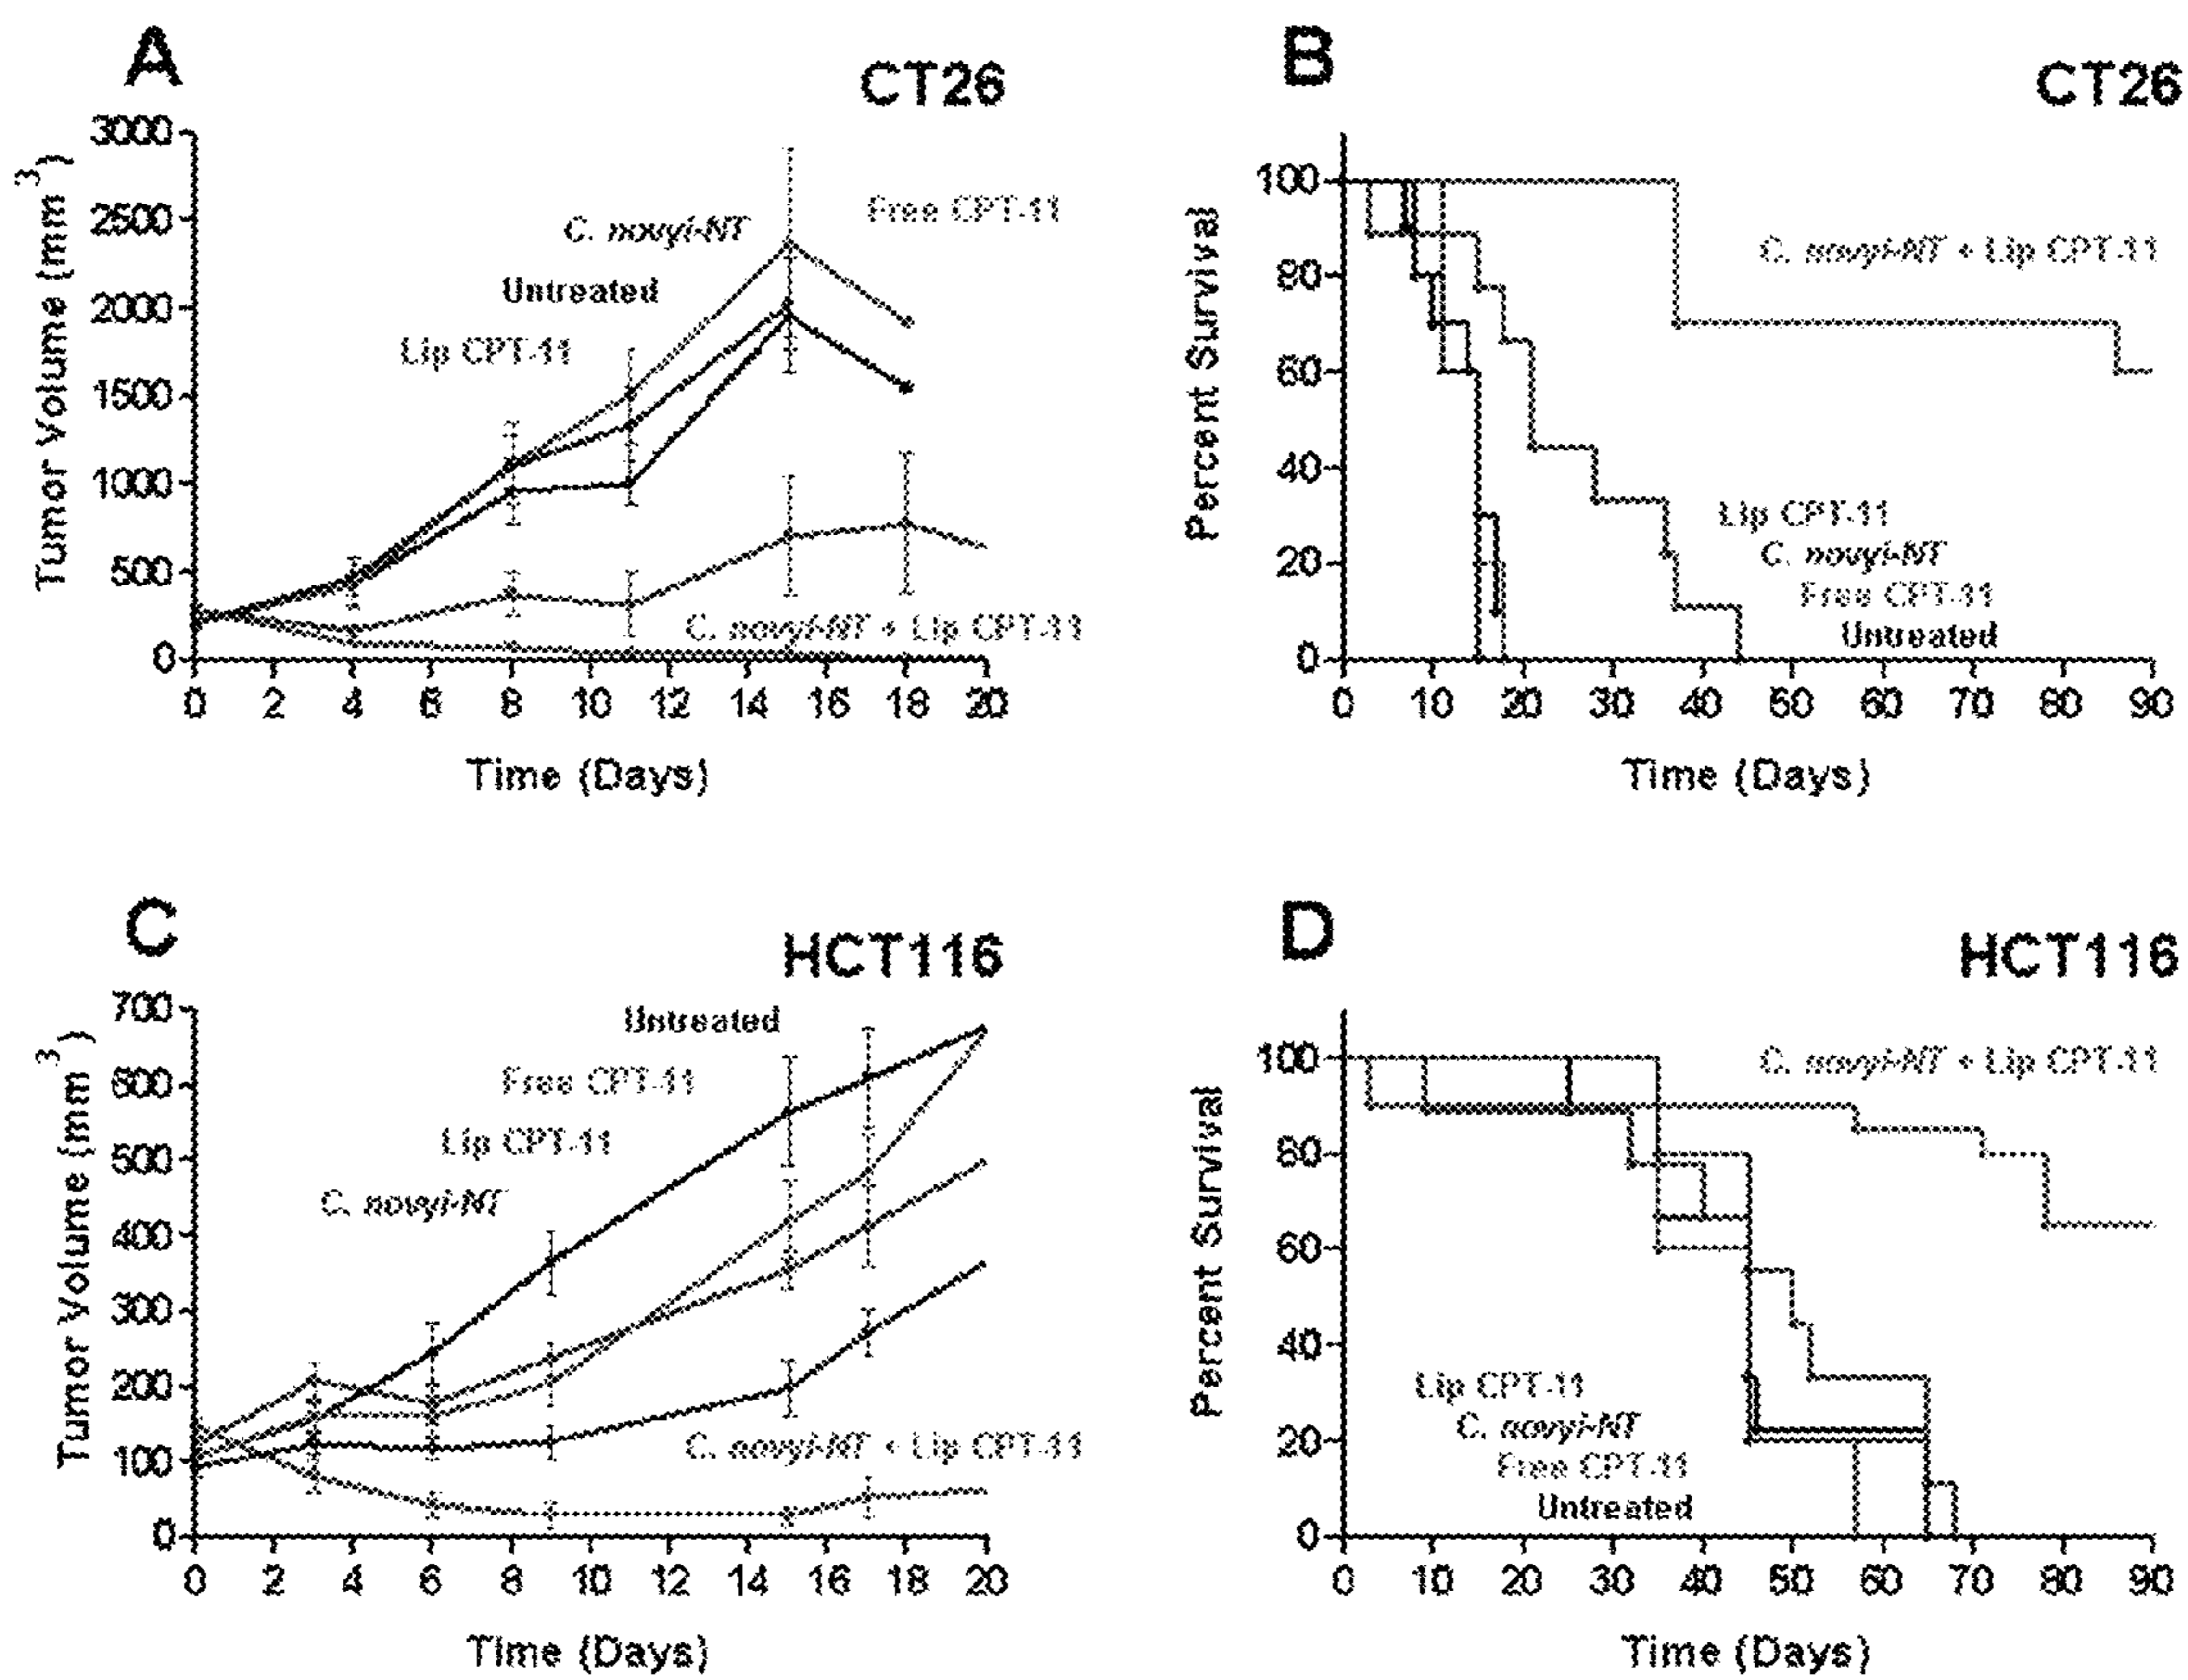 A
CT26
Tumor Volume (mm³)
3000
2500
2000
1500
1000
500
0
Free CPT-11
C. novyi-NT
Untreated
Lip CPT-11
C. novyi-NT + Lip CPT-11
0 2 4 6 8 10 12 14 16 18 20
Time (Days)
B
CT26
Percent Survival
100
80
60
40
20
0
C. novyi-NT + Lip CPT-11
Lip CPT-11
C. novyi-NT
Free CPT-11
Untreated
0 10 20 30 40 50 60 70 80 90
Time (Days)
C
HCT116
Tumor Volume (mm³)
700
600
500
400
300
200
100
0
Untreated
Free CPT-11
Lip CPT-11
C. novyi-NT
C. novyi-NT + Lip CPT-11
0 2 4 6 8 10 12 14 16 18 20
Time (Days)
D
HCT116
Percent Survival
100
80
60
40
20
0
C. novyi-NT + Lip CPT-11
Lip CPT-11
C. novyi-NT
Free CPT-11
Untreated
0 10 20 30 40 50 60 70 80 90
Time (Days)